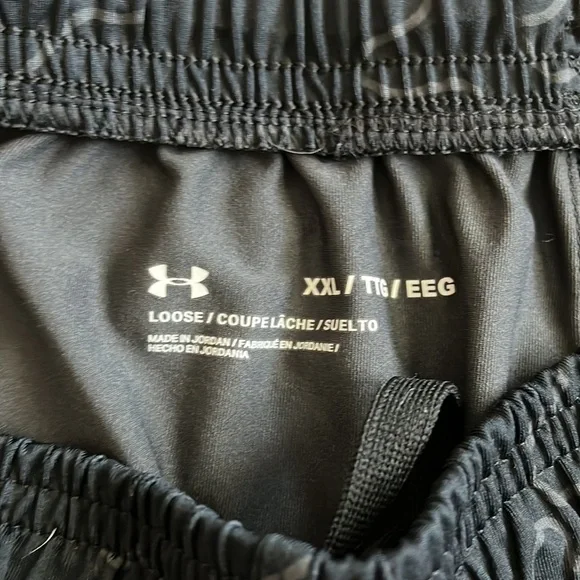 XXL / TTG / EEG
LOOSE / COUPE LÂCHE / SUELTO
MADE IN JORDAN / FABRIQUÉ EN JORDANIE /
HECHO EN JORDANIA